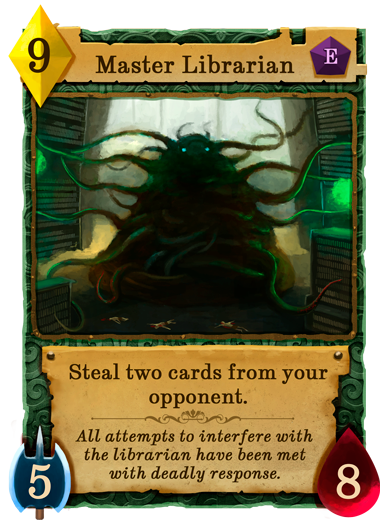 9
Master Librarian
E
Steal two cards from your
opponent.
All attempts to interfere with
the librarian have been met
with deadly response.
5
8